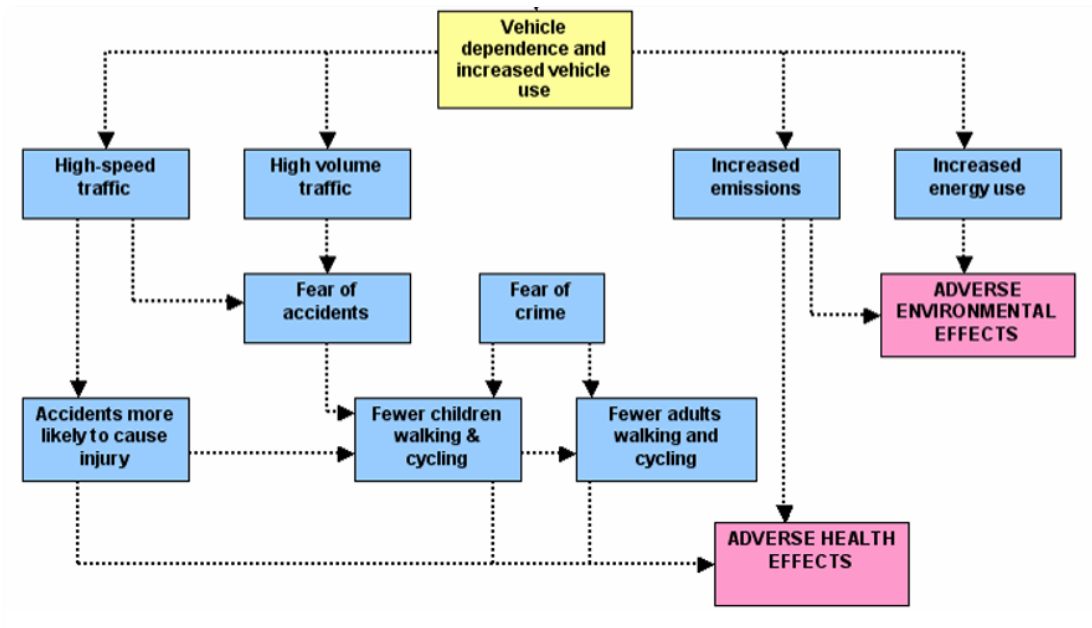 Vehicle
dependence and
increased vehicle
use
High-speed
traffic
High volume
traffic
Increased
emissions
Increased
energy use
Fear of
accidents
Fear of
crime
ADVERSE
ENVIRONMENTAL
EFFECTS
Accidents more
likely to cause
injury
Fewer children
walking &
cycling
Fewer adults
walking and
cycling
ADVERSE HEALTH
EFFECTS